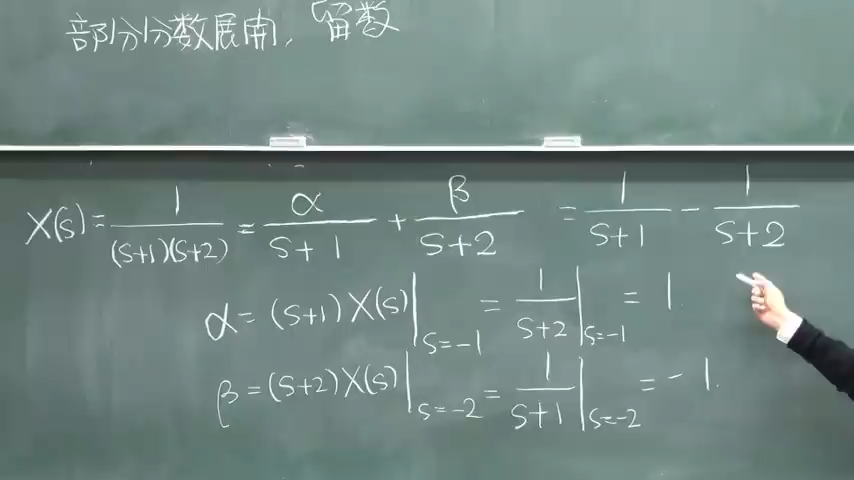 部分分数展開, 留数
X(s) = 1/((s+1)(s+2)) = α/(s+1) + β/(s+2) = 1/(s+1) - 1/(s+2)
α = (s+1)X(s)|s=-1 = 1/(s+2)|s=-1 = 1
β = (s+2)X(s)|s=-2 = 1/(s+1)|s=-2 = -1.